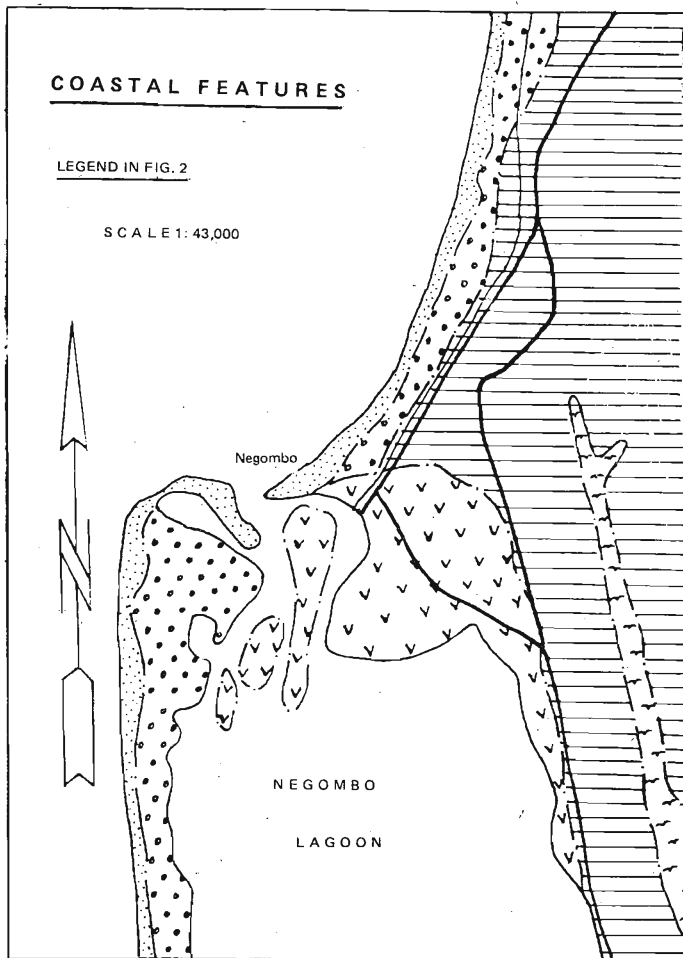 COASTAL FEATURES
LEGEND IN FIG. 2
SCALE 1: 43,000
Negombo
N
NEGOMBO
LAGOON